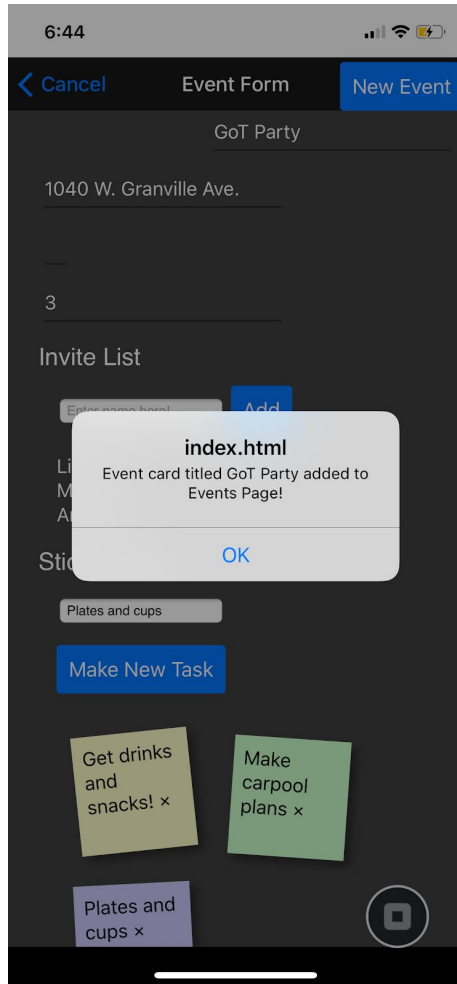 6:44
Cancel
Event Form
New Event
GoT Party
1040 W. Granville Ave.
3
Invite List
Enter name here!
Add
index.html
Event card titled GoT Party added to
Events Page!
OK
Plates and cups
Make New Task
Get drinks
and
snacks! ×
Make
carpool
plans ×
Plates and
cups ×